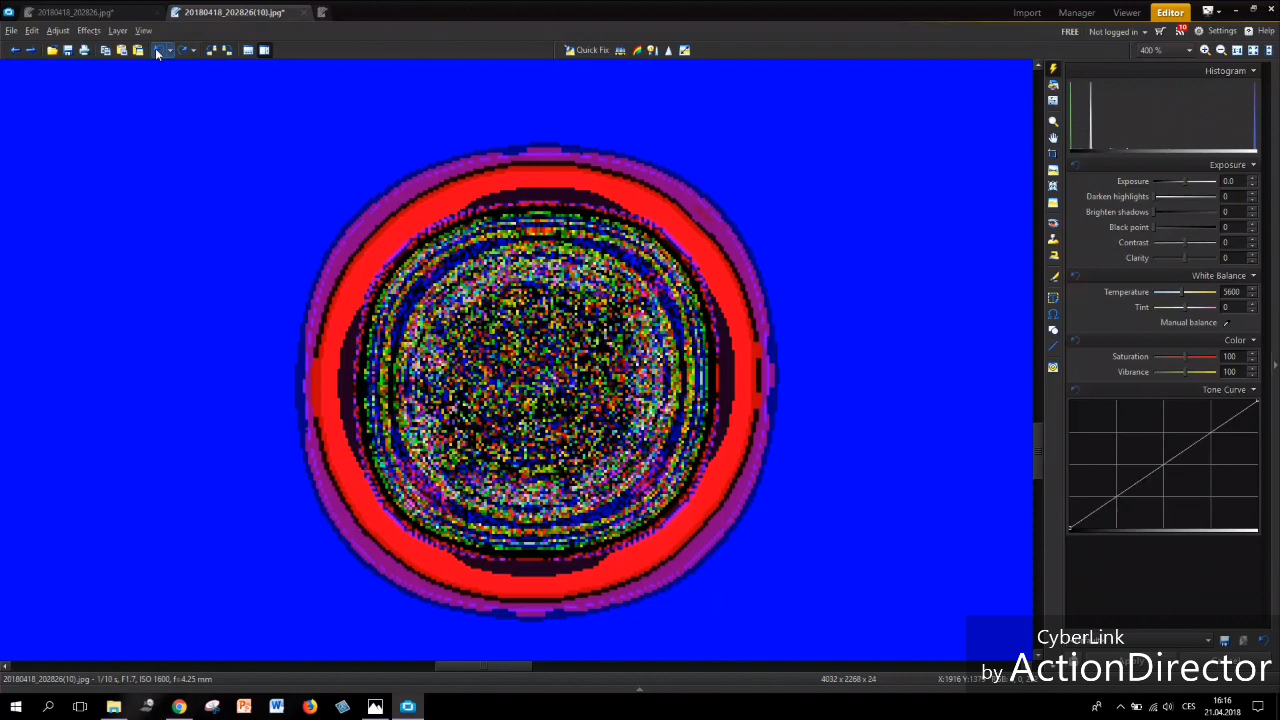 20180418_202826.jpg*
20180418_202826(10).jpg*
Import Manager Viewer Editor
File Edit Adjust Effects Layer View
FREE Not logged in 10 Settings Help
Quick Fix
400 %
Histogram
Exposure
Exposure 0.0
Darken highlights 0
Brighten shadows 0
Black point 0
Contrast 0
Clarity 0
White Balance
Temperature 5600
Tint 0
Manual balance
Color
Saturation 100
Vibrance 100
Tone Curve
CyberLink
by ActionDirector
20180418_202826(10).jpg - 1/10 s, F1.7, ISO 1600, f=4.25 mm
4032 x 2268 x 24
CES
16:16
21.04.2018